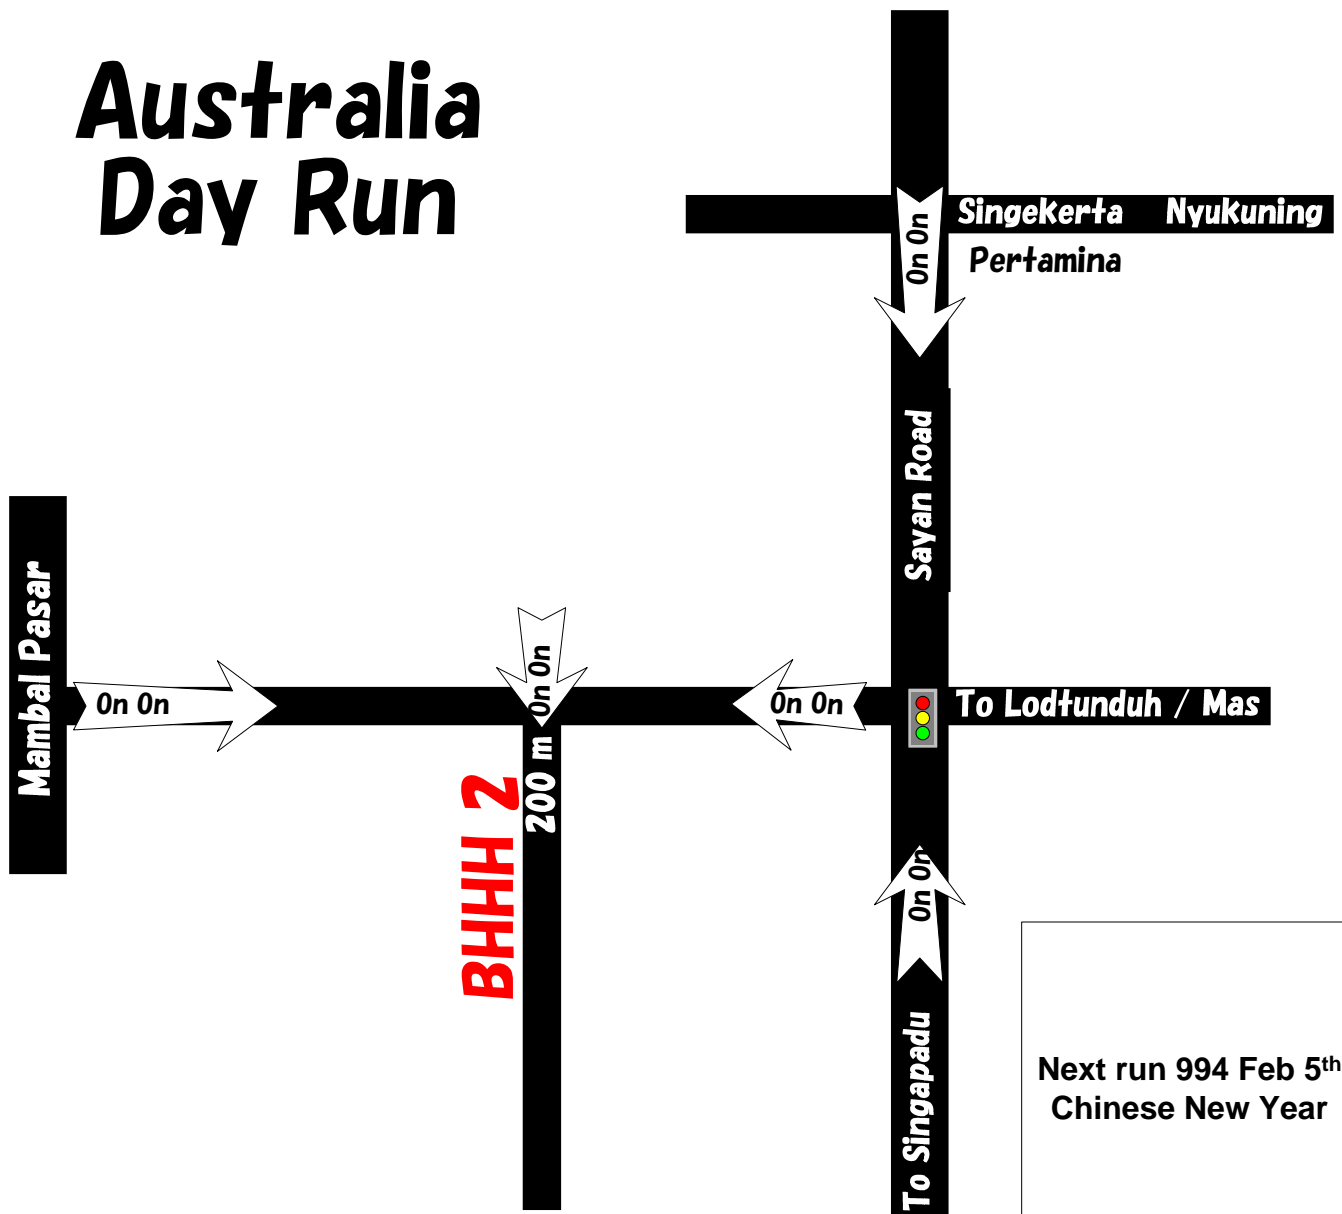 Australia
Day Run
Singekerta Nyukuning
On On
Pertamina
Sayan Road
Mambal Pasar
On On
On On
On On
To Lodtunduh / Mas
200 m
BHHH 2
On On
To Singapadu
Next run 994 Feb 5th
Chinese New Year